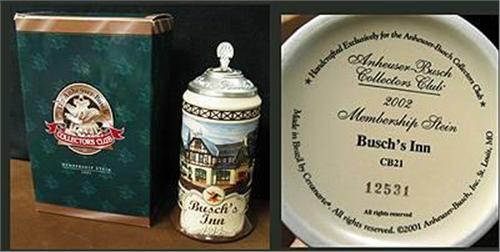 The Anheuser-Busch
COLLECTORS CLUB
MEMBERSHIP STEIN
2002
Busch's
Inn
★ Handcrafted Exclusively for the Anheuser-Busch Collectors Club ★
Anheuser-Busch
Collectors Club
2002
Membership Stein
Busch's Inn
CB21
12531
All rights reserved
Made in Brazil by Ceramarte. All rights reserved. ©2001 Anheuser-Busch, Inc. St. Louis, MO